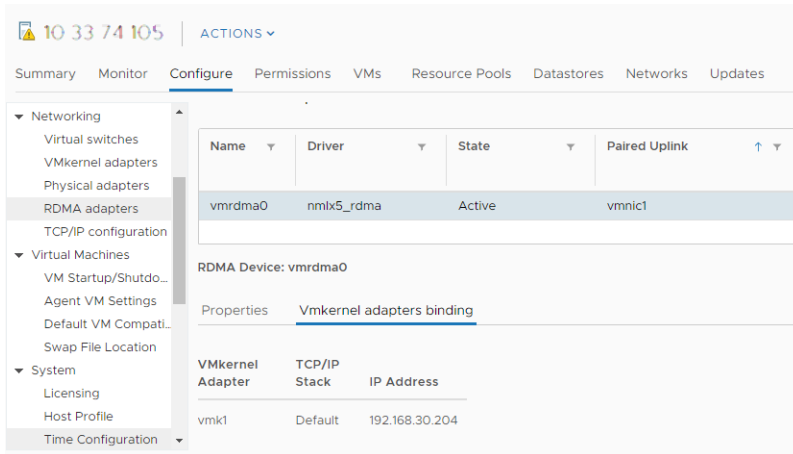 10 33 74 105 ACTIONS
Summary Monitor Configure Permissions VMs Resource Pools Datastores Networks Updates
Networking
Virtual switches
VMkernel adapters
Physical adapters
RDMA adapters
TCP/IP configuration
Virtual Machines
VM Startup/Shutdo...
Agent VM Settings
Default VM Compati...
Swap File Location
System
Licensing
Host Profile
Time Configuration
Name Driver State Paired Uplink
vmrdma0 nmlx5_rdma Active vmnic1
RDMA Device: vmrdma0
Properties Vmkernel adapters binding
VMkernel Adapter TCP/IP Stack IP Address
vmk1 Default 192.168.30.204